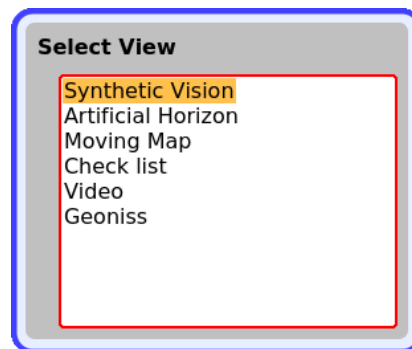 Select View
Synthetic Vision
Artificial Horizon
Moving Map
Check list
Video
Geoniss